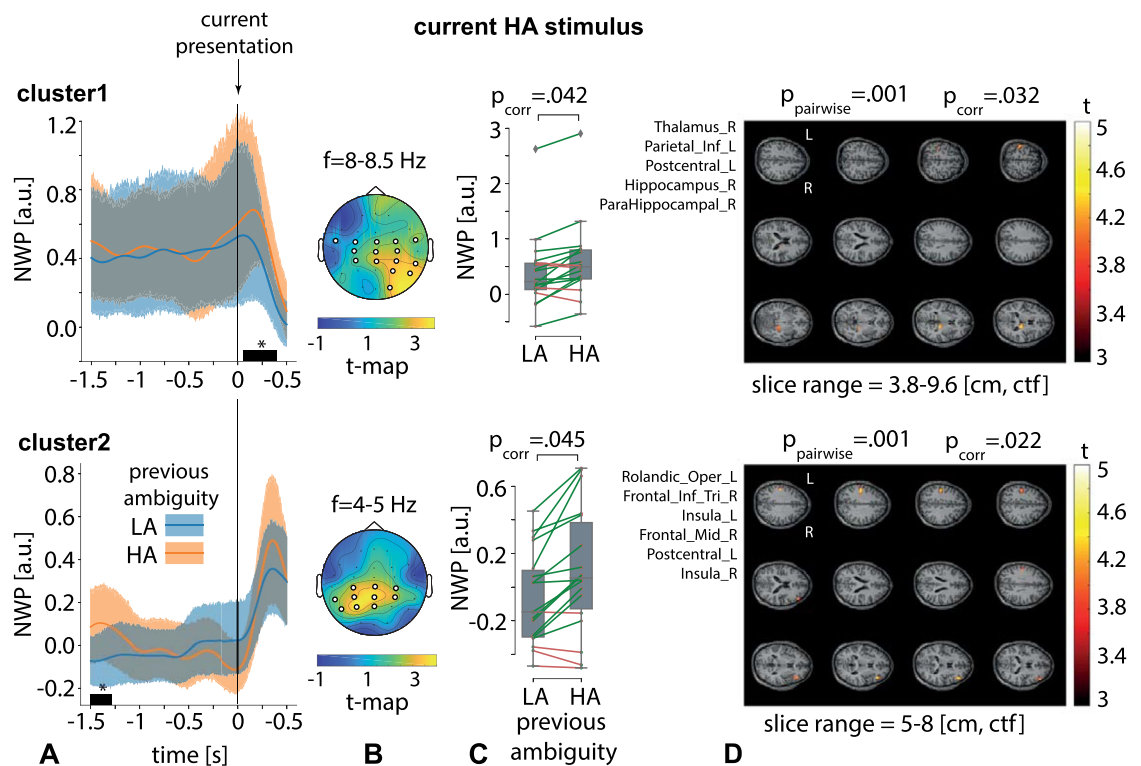 current
presentation
current HA stimulus
cluster1
NWP [a.u.]
1.2
0.8
0.4
0.0
*
-1.5
-1
-0.5
0
-0.5
f=8-8.5 Hz
-1
1
3
t-map
p corr =.042
NWP [a.u.]
3
2
1
0.5
0
LA
HA
p pairwise =.001
p corr =.032
Thalamus_R
Parietal_Inf_L
Postcentral_L
Hippocampus_R
ParaHippocampal_R
L
R
t
5
4.6
4.2
3.8
3.4
3
slice range = 3.8-9.6 [cm, ctf]
cluster2
NWP [a.u.]
0.8
0.6
0.4
0.2
0.0
-0.2
previous
ambiguity
LA
HA
*
-1.5
-1
-0.5
0
-0.5
time [s]
f=4-5 Hz
-1
1
3
t-map
p corr =.045
NWP [a.u.]
0.6
0.2
-0.2
LA
HA
previous
ambiguity
p pairwise =.001
p corr =.022
Rolandic_Oper_L
Frontal_Inf_Tri_R
Insula_L
Frontal_Mid_R
Postcentral_L
Insula_R
L
R
t
5
4.6
4.2
3.8
3.4
3
slice range = 5-8 [cm, ctf]
A
B
C
D